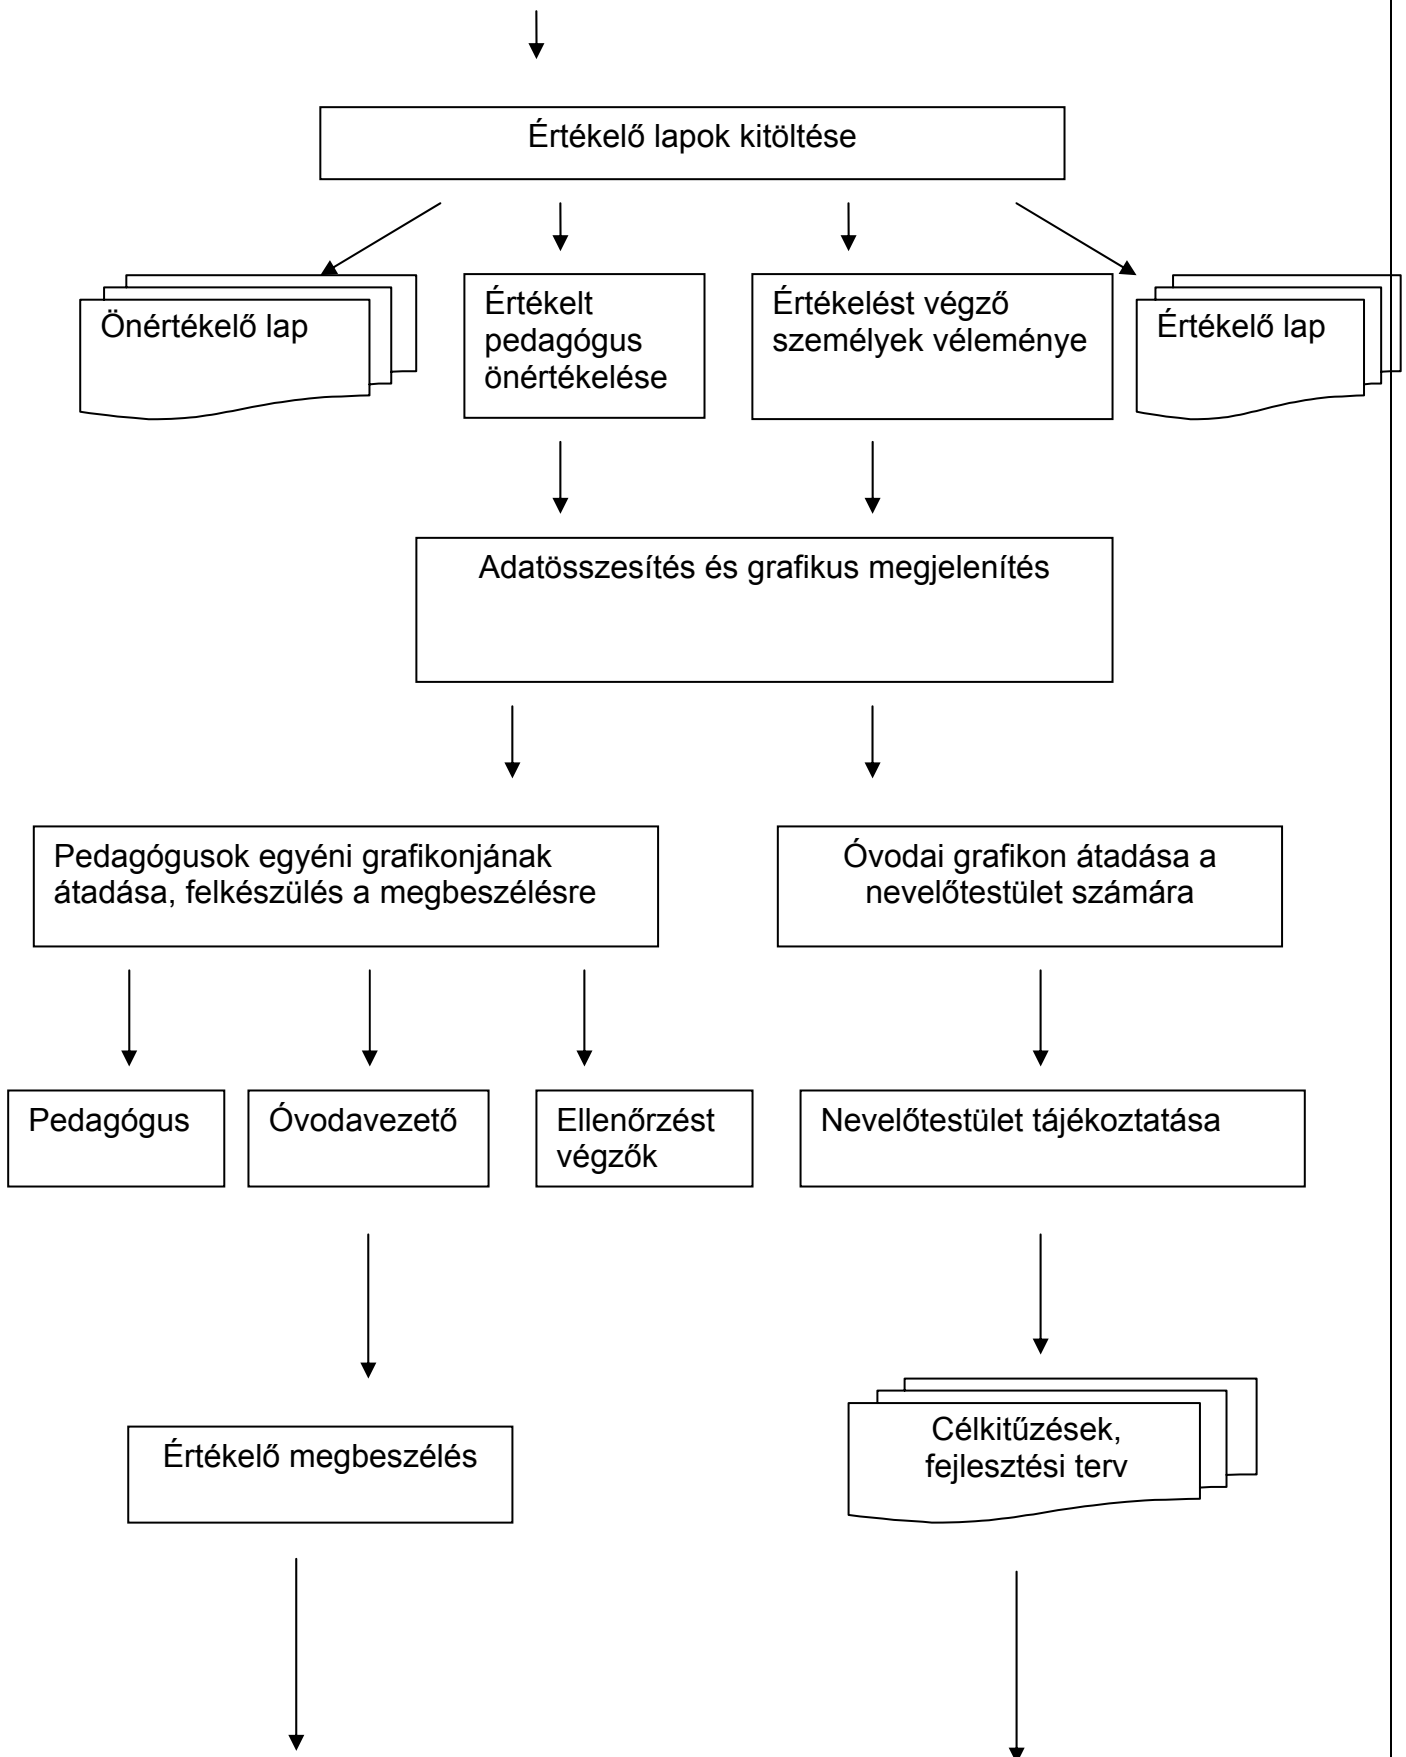 Értékelő lapok kitöltése
Önértékelő lap
Értékelt
pedagógus
önértékelése
Értékelést végző
személyek véleménye
Értékelő lap
Adatösszesítés és grafikus megjelenítés
Pedagógusok egyéni grafikonjának
átadása, felkészülés a megbeszélésre
Óvodai grafikon átadása a
nevelőtestület számára
Pedagógus
Óvodavezető
Ellenőrzést
végzők
Nevelőtestület tájékoztatása
Értékelő megbeszélés
Célkitűzések,
fejlesztési terv